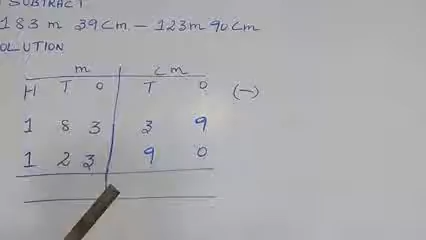 SUBTRACT
183 m 39 cm - 123 m 90 cm
OLUTION
m cm
H T O T O (-)
1 8 3 3 9
1 2 3 9 0